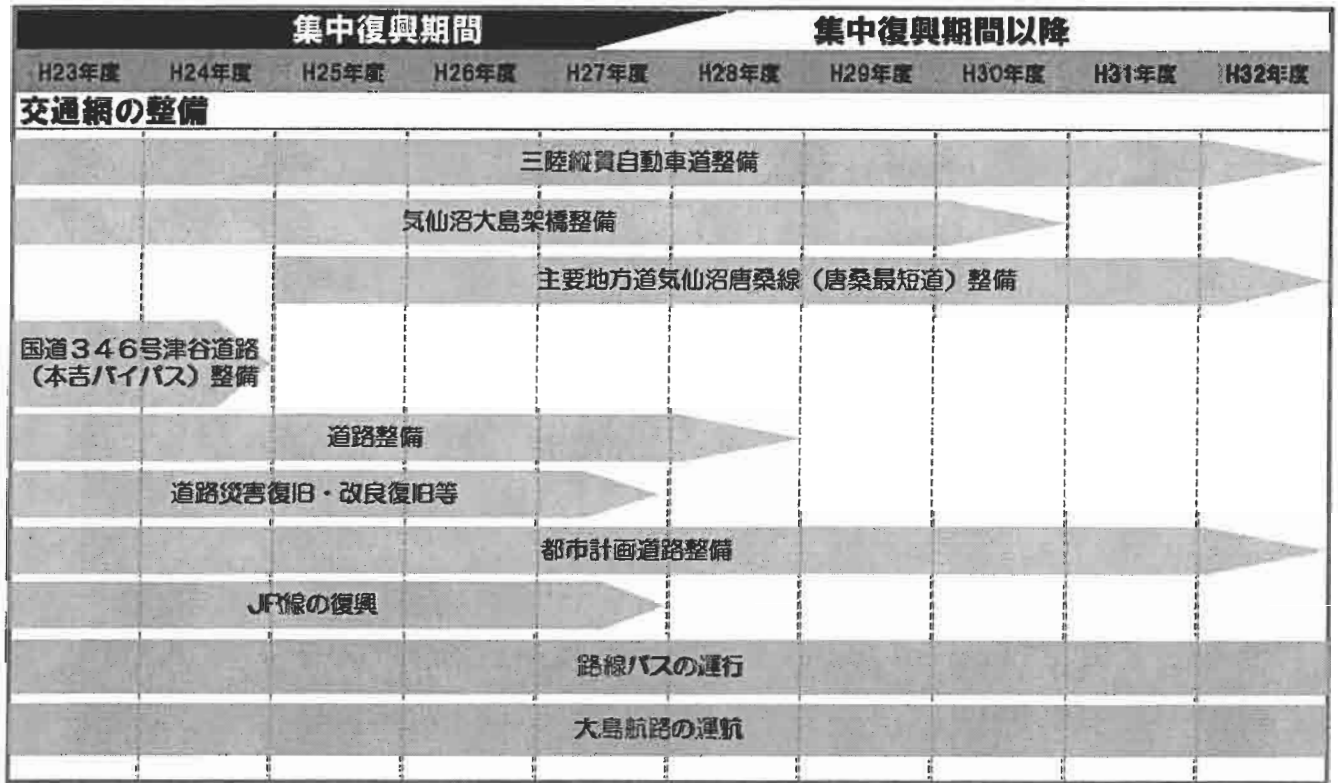 集中復興期間 集中復興期間以降
H23年度 H24年度 H25年度 H26年度 H27年度 H28年度 H29年度 H30年度 H31年度 H32年度
交通網の整備
三陸縦貫自動車道整備
気仙沼大島架橋整備
主要地方道気仙沼唐桑線（唐桑最短道）整備
国道３４６号津谷道路
（本吉バイパス）整備
道路整備
道路災害復旧・改良復旧等
都市計画道路整備
JR線の復興
路線バスの運行
大島航路の運航